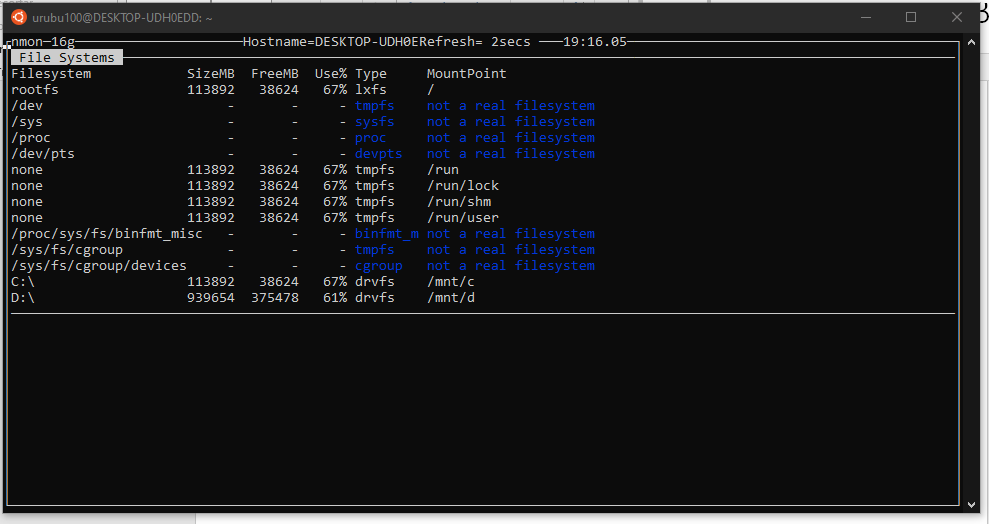 urubu100@DESKTOP-UDH0EDD: ~
nmon-16g Hostname=DESKTOP-UDH0ERefresh= 2secs 19:16.05
File Systems
Filesystem SizeMB FreeMB Use% Type MountPoint
rootfs 113892 38624 67% lxfs /
/dev - - - tmpfs not a real filesystem
/sys - - - sysfs not a real filesystem
/proc - - - proc not a real filesystem
/dev/pts - - - devpts not a real filesystem
none 113892 38624 67% tmpfs /run
none 113892 38624 67% tmpfs /run/lock
none 113892 38624 67% tmpfs /run/shm
none 113892 38624 67% tmpfs /run/user
/proc/sys/fs/binfmt_misc - - - binfmt_m not a real filesystem
/sys/fs/cgroup - - - tmpfs not a real filesystem
/sys/fs/cgroup/devices - - - cgroup not a real filesystem
C:\ 113892 38624 67% drvfs /mnt/c
D:\ 939654 375478 61% drvfs /mnt/d